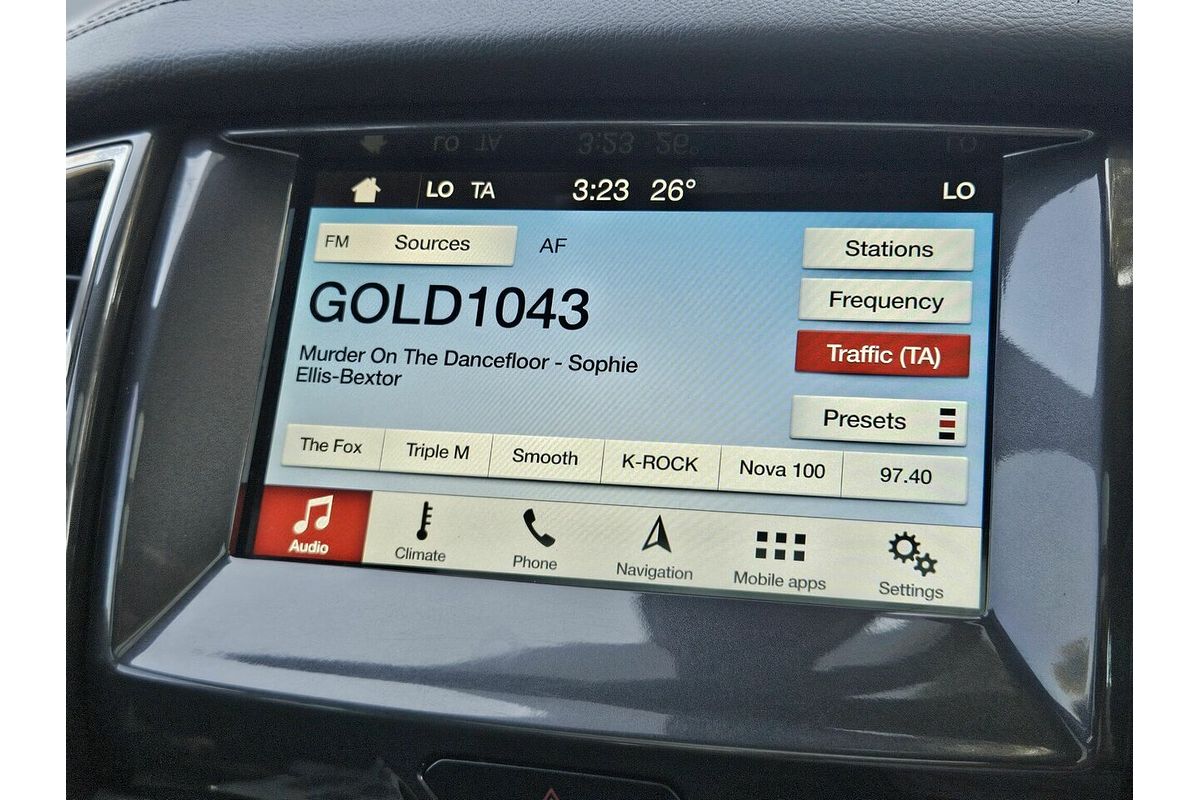 LO TA 3:23 26° LO
FM Sources AF
Stations
GOLD1043
Frequency
Murder On The Dancefloor - Sophie
Ellis-Bextor
Traffic (TA)
Presets
The Fox Triple M Smooth K-ROCK Nova 100 97.40
Audio Climate Phone Navigation Mobile apps Settings